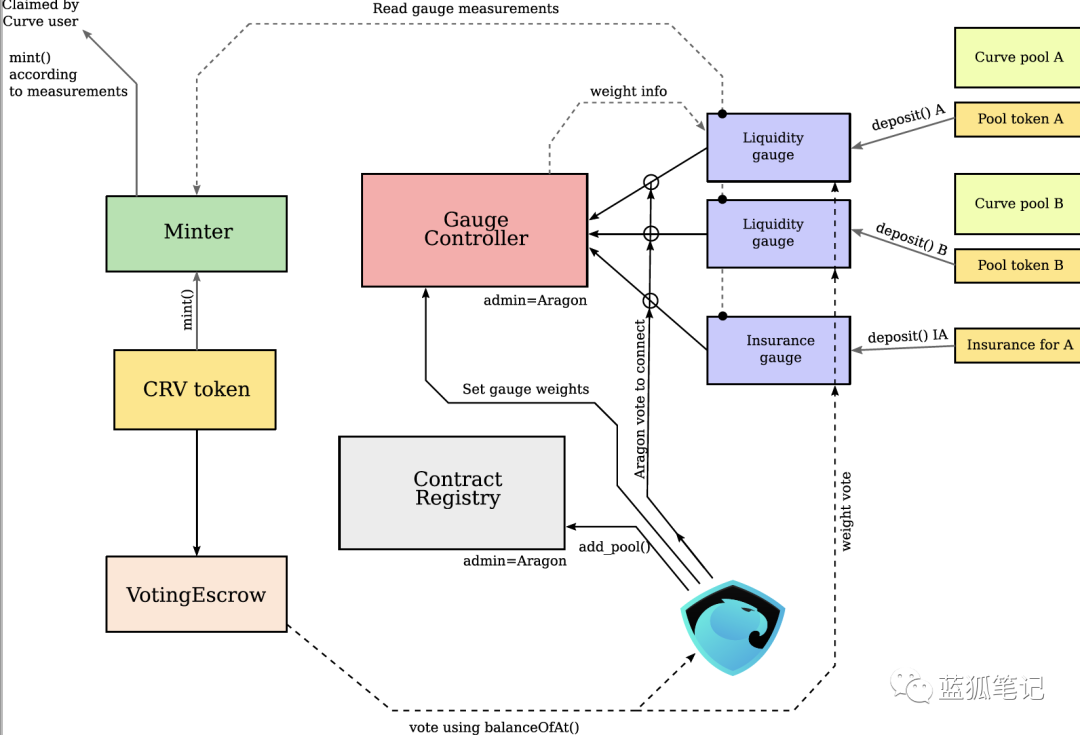 Claimed by
Curve user
mint()
according
to measurements
Read gauge measurements
weight info
Curve pool A
deposit() A
Pool token A
Liquidity
gauge
Curve pool B
deposit() B
Pool token B
Liquidity
gauge
Minter
Gauge
Controller
admin=Aragon
mint()
Insurance
gauge
deposit() IA
Insurance for A
CRV token
Set gauge weights
Aragon vote to connect
Contract
Registry
add_pool()
admin=Aragon
weight vote
VotingEscrow
vote using balanceOfAt()
蓝狐笔记